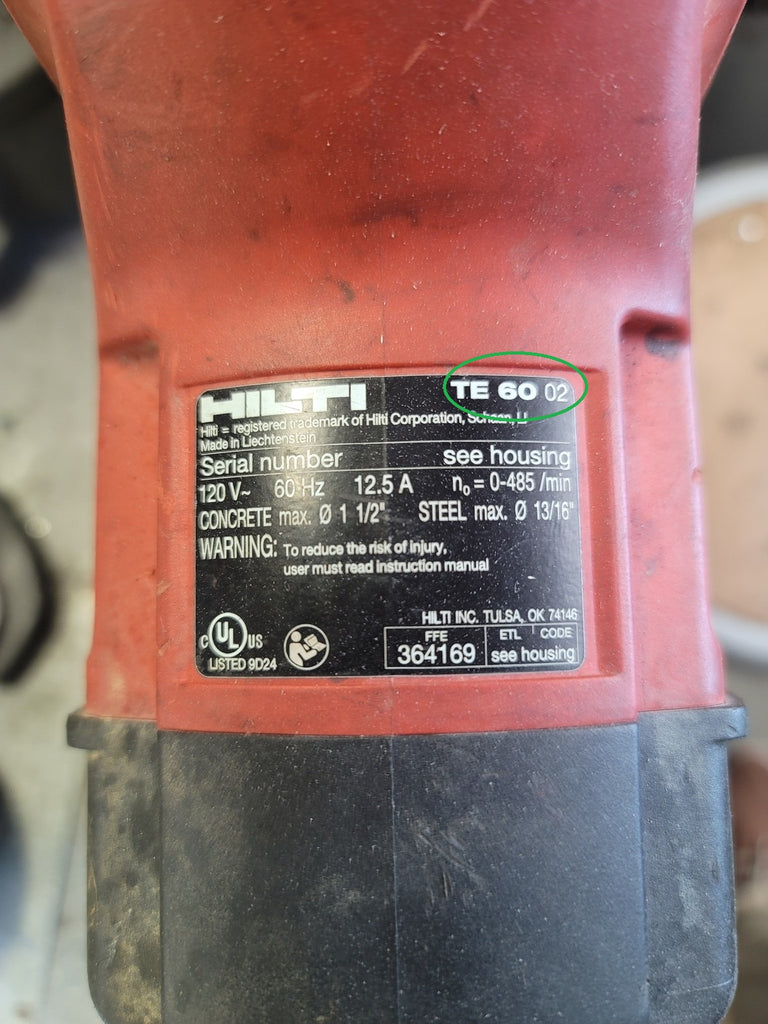 HILTI TE 60 02
Hilti = registered trademark of Hilti Corporation, Schaan, LI
Made in Liechtenstein
Serial number see housing
120 V~ 60 Hz 12.5 A n₀ = 0-485 /min
CONCRETE max. Ø 1 1/2" STEEL max. Ø 13/16"
WARNING: To reduce the risk of injury,
user must read instruction manual
HILTI INC. TULSA, OK 74146
FFE ETL CODE
364169 see housing
c UL US
LISTED 9D24